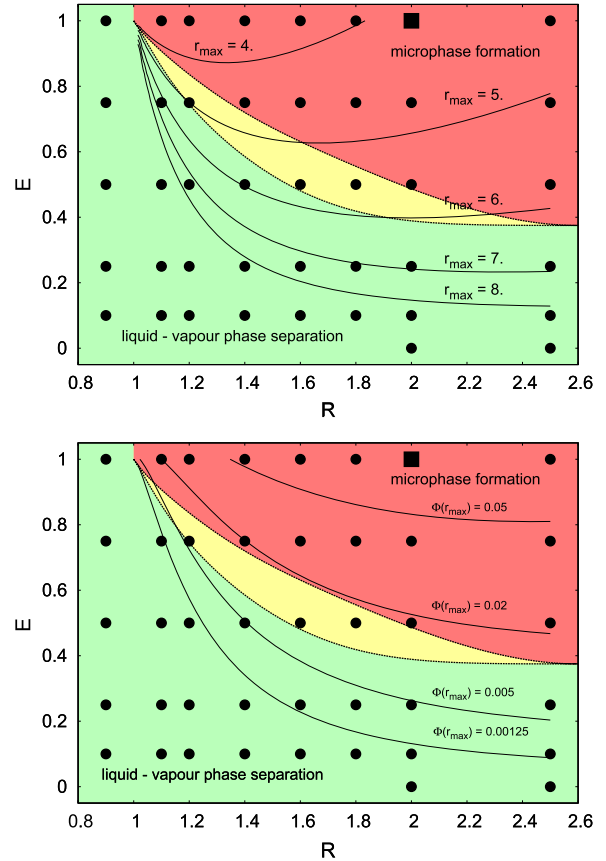 1
r_max = 4.
microphase formation
0.8
r_max = 5.
E
0.6
r_max = 6.
0.4
r_max = 7.
0.2
r_max = 8.
liquid - vapour phase separation
0
0.8 1 1.2 1.4 1.6 1.8 2 2.2 2.4 2.6
R
1
microphase formation
0.8
Φ(r_max) = 0.05
E
0.6
Φ(r_max) = 0.02
0.4
Φ(r_max) = 0.005
0.2
Φ(r_max) = 0.00125
liquid - vapour phase separation
0
0.8 1 1.2 1.4 1.6 1.8 2 2.2 2.4 2.6
R